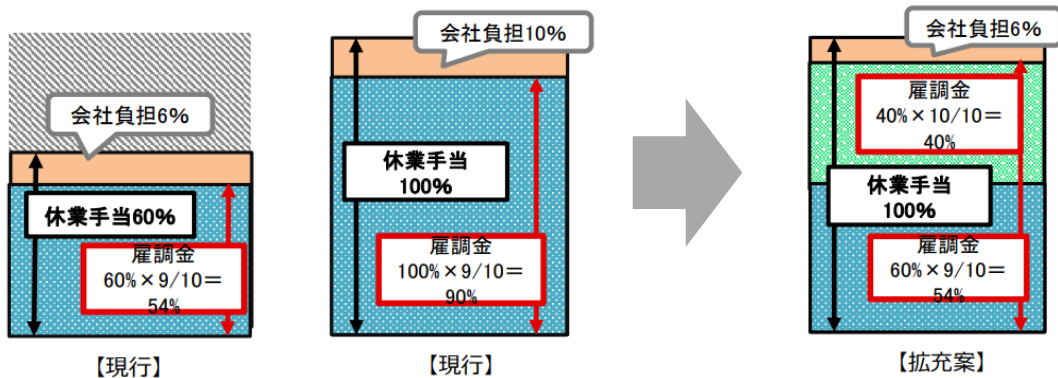 会社負担6%
休業手当60%
雇調金
60%×9/10=
54%
【現行】
会社負担10%
休業手当
100%
雇調金
100%×9/10=
90%
【現行】
会社負担6%
雇調金
40%×10/10=
40%
休業手当
100%
雇調金
60%×9/10=
54%
【拡充案】